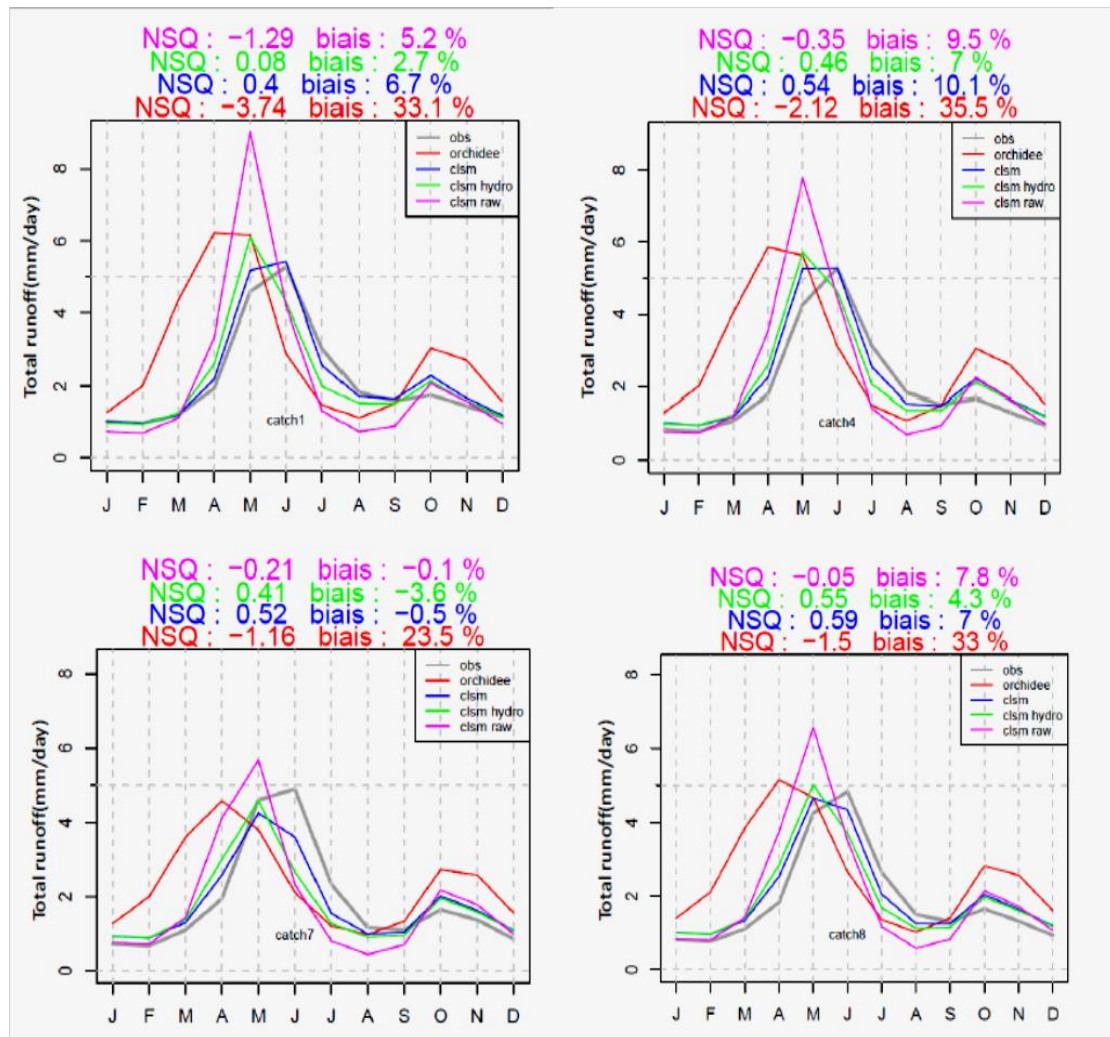 NSQ : −1.29 biais : 5.2 %
NSQ : 0.08 biais : 2.7 %
NSQ : 0.4 biais : 6.7 %
NSQ : −3.74 biais : 33.1 %
obs
orchidee
clsm
clsm hydro
clsm raw
Total runoff(mm/day)
8
6
4
2
0
catch1
J F M A M J J A S O N D
NSQ : −0.35 biais : 9.5 %
NSQ : 0.46 biais : 7 %
NSQ : 0.54 biais : 10.1 %
NSQ : −2.12 biais : 35.5 %
obs
orchidee
clsm
clsm hydro
clsm raw
Total runoff(mm/day)
8
6
4
2
0
catch4
J F M A M J J A S O N D
NSQ : −0.21 biais : −0.1 %
NSQ : 0.41 biais : −3.6 %
NSQ : 0.52 biais : −0.5 %
NSQ : −1.16 biais : 23.5 %
obs
orchidee
clsm
clsm hydro
clsm raw
Total runoff(mm/day)
8
6
4
2
0
catch7
J F M A M J J A S O N D
NSQ : −0.05 biais : 7.8 %
NSQ : 0.55 biais : 4.3 %
NSQ : 0.59 biais : 7 %
NSQ : −1.5 biais : 33 %
obs
orchidee
clsm
clsm hydro
clsm raw
Total runoff(mm/day)
8
6
4
2
0
catch8
J F M A M J J A S O N D